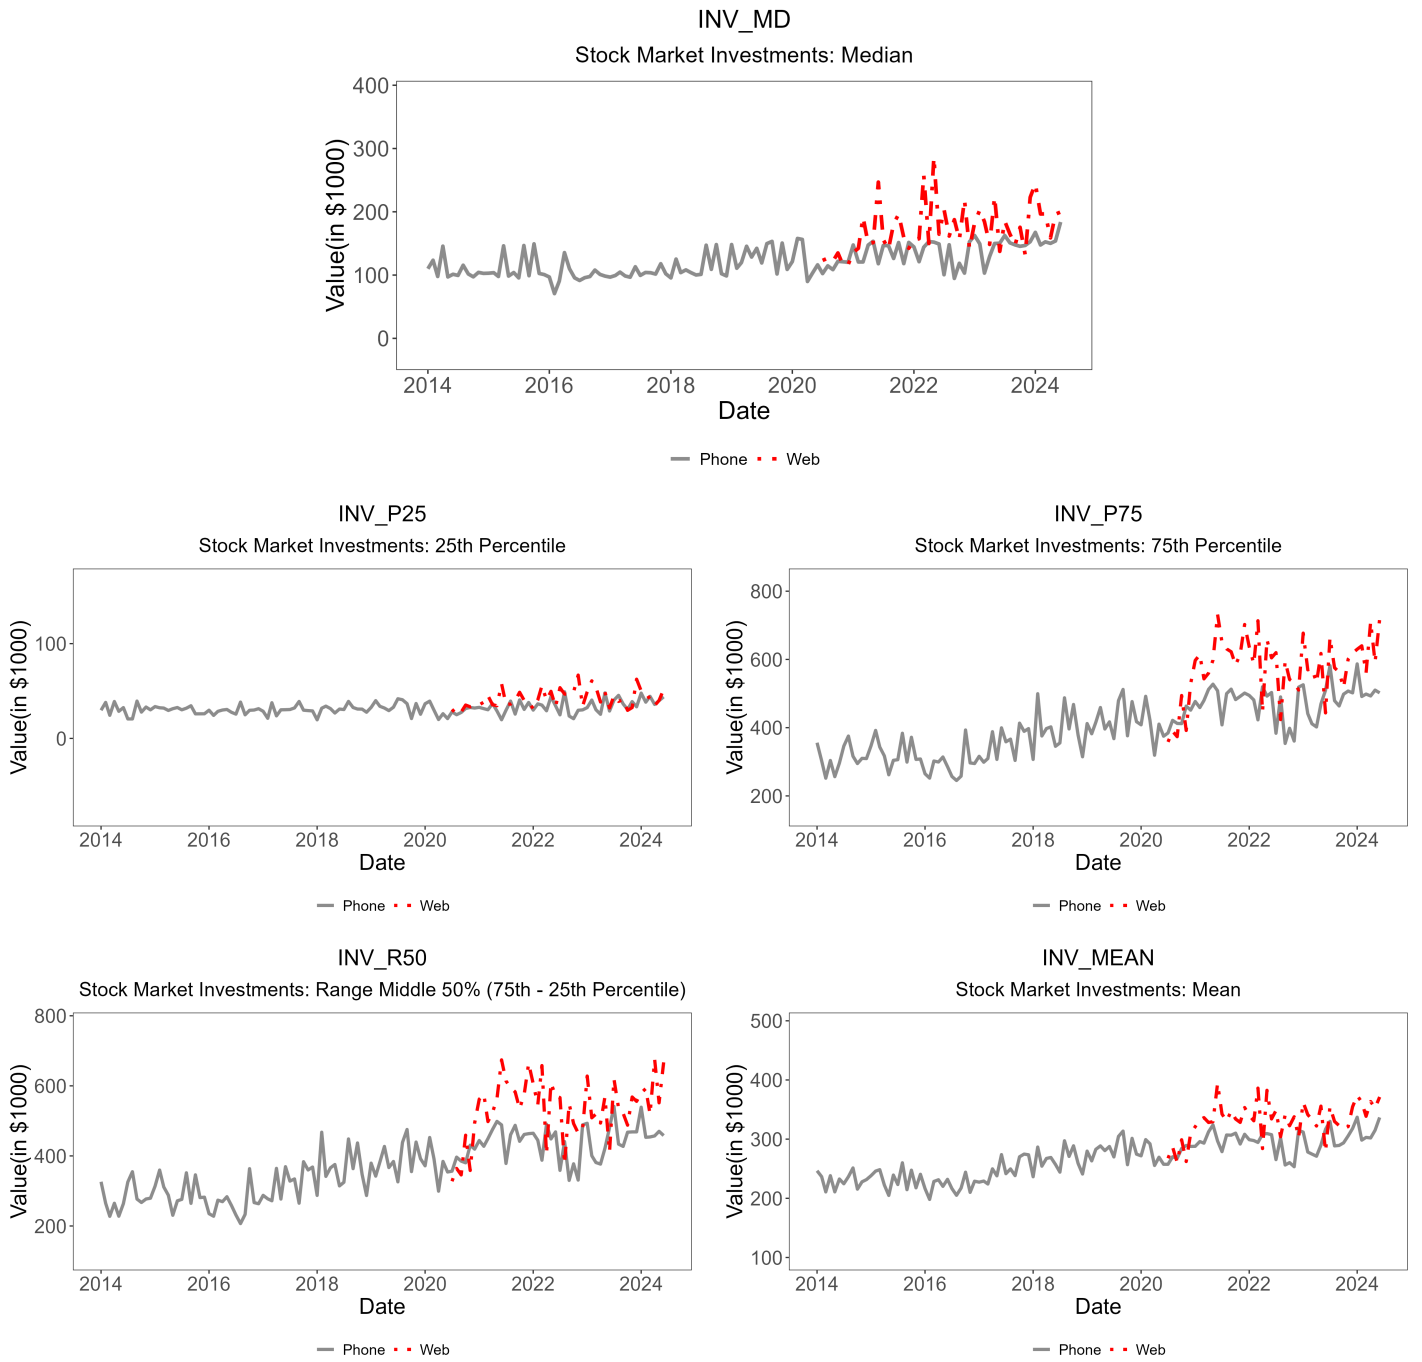 INV_MD
Stock Market Investments: Median
Value(in $1000)
400
300
200
100
0
2014 2016 2018 2020 2022 2024
Date
Phone Web
INV_P25
Stock Market Investments: 25th Percentile
Value(in $1000)
100
0
2014 2016 2018 2020 2022 2024
Date
Phone Web
INV_P75
Stock Market Investments: 75th Percentile
Value(in $1000)
800
600
400
200
2014 2016 2018 2020 2022 2024
Date
Phone Web
INV_R50
Stock Market Investments: Range Middle 50% (75th - 25th Percentile)
Value(in $1000)
800
600
400
200
2014 2016 2018 2020 2022 2024
Date
Phone Web
INV_MEAN
Stock Market Investments: Mean
Value(in $1000)
500
400
300
200
100
2014 2016 2018 2020 2022 2024
Date
Phone Web